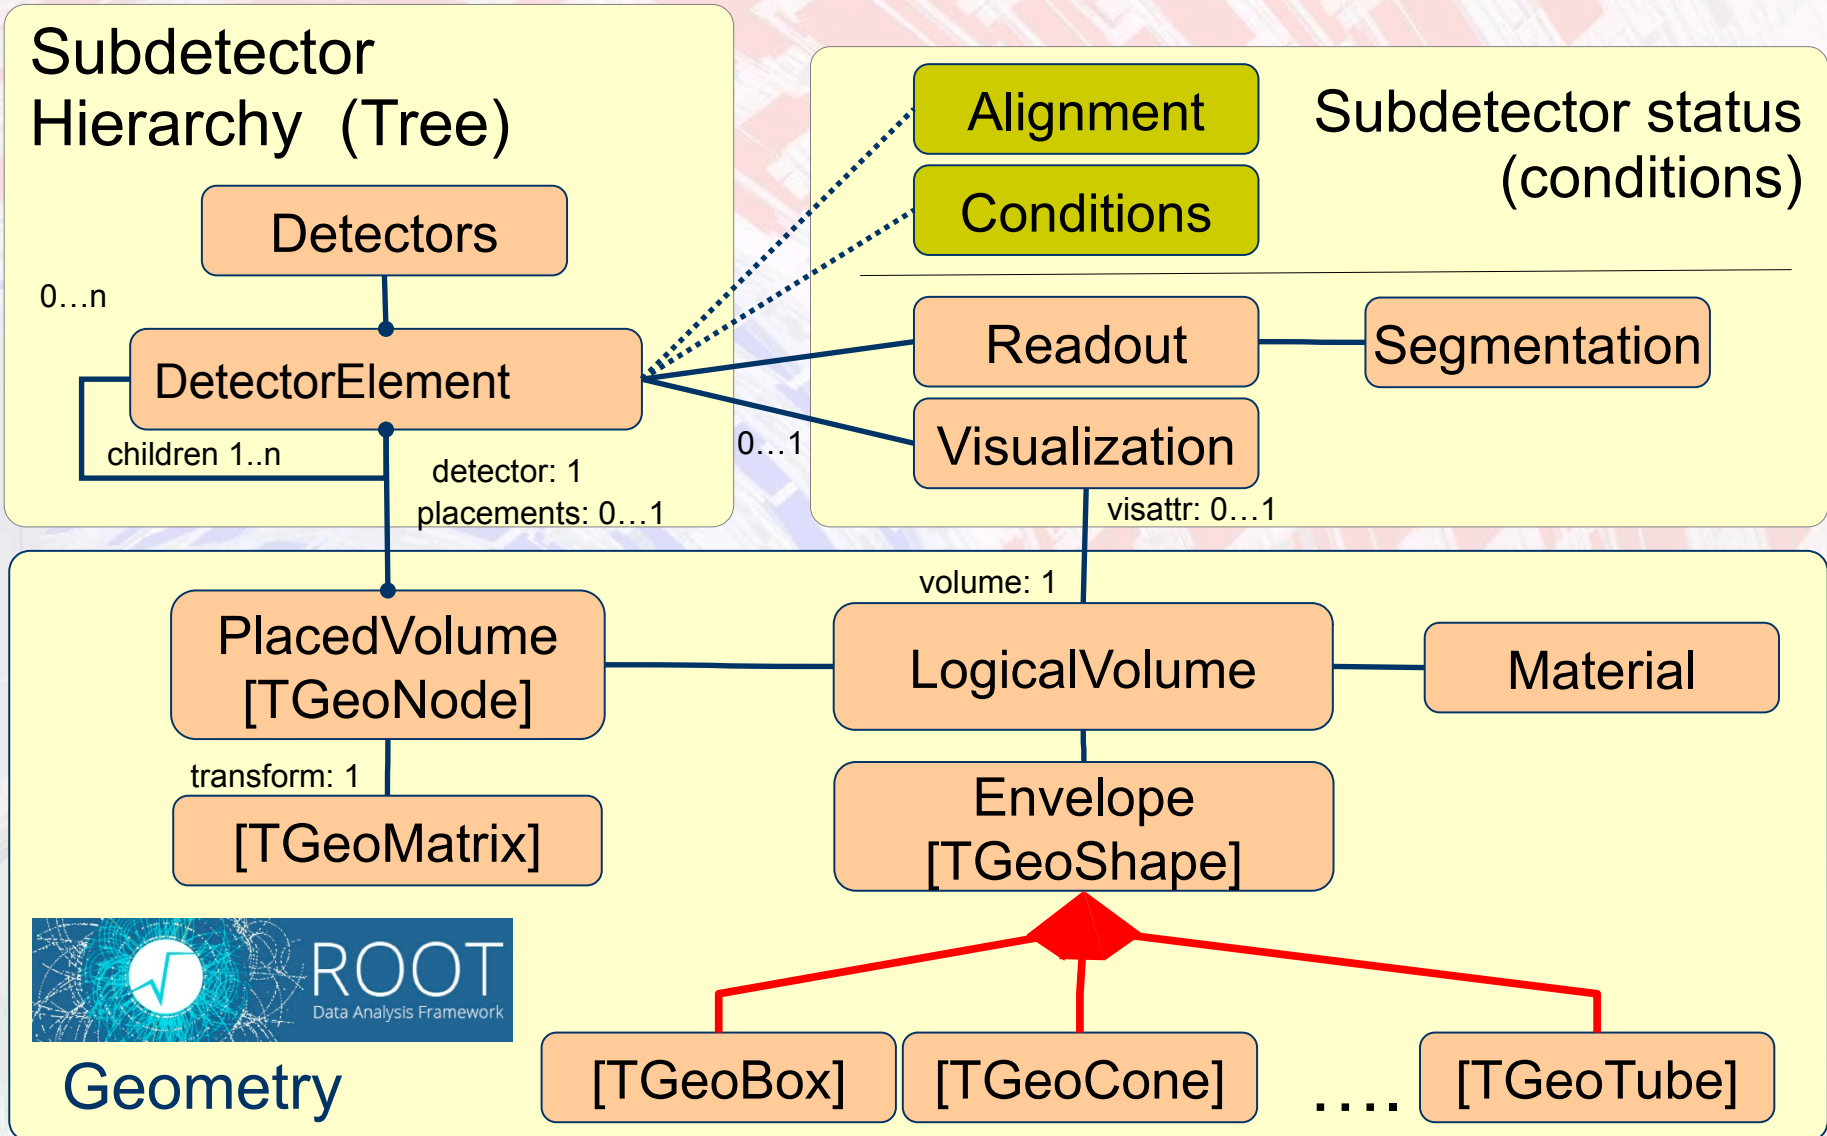 Subdetector
Hierarchy (Tree)
Detectors
0...n
DetectorElement
children 1..n
detector: 1
placements: 0...1
Alignment
Conditions
Subdetector status
(conditions)
Readout
Segmentation
Visualization
0...1
visattr: 0...1
volume: 1
PlacedVolume
[TGeoNode]
LogicalVolume
Material
transform: 1
[TGeoMatrix]
Envelope
[TGeoShape]
ROOT
Data Analysis Framework
Geometry
[TGeoBox]
[TGeoCone]
....
[TGeoTube]